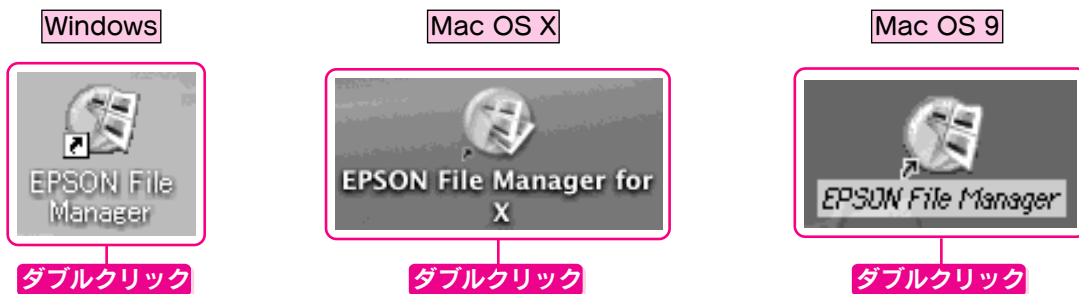 Windows
Mac OS X
Mac OS 9
EPSON File
Manager
EPSON File Manager for
X
EPSON File Manager
ダブルクリック
ダブルクリック
ダブルクリック